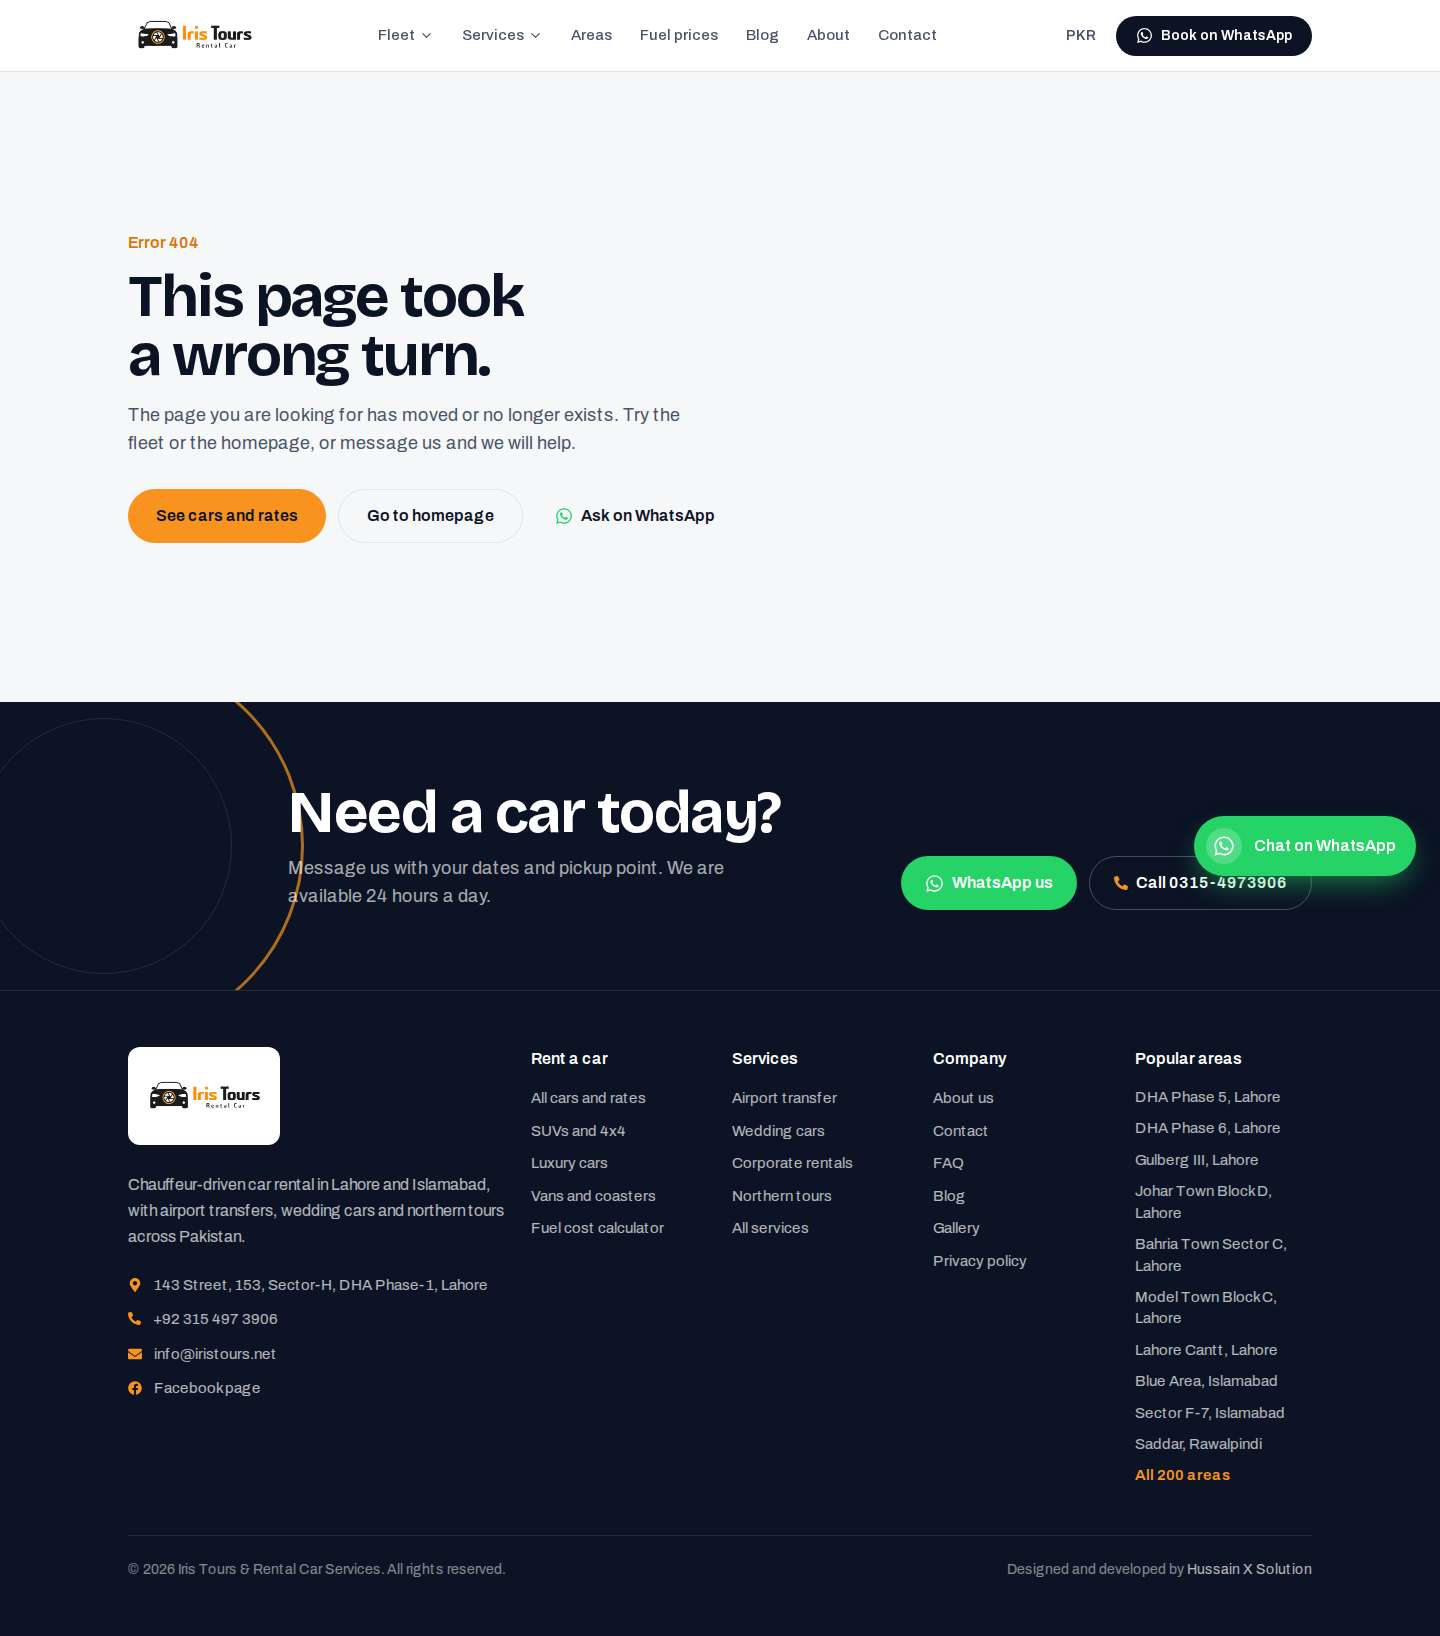 Iris Tours
Rental Car
Fleet
Services
Areas
Fuel prices
Blog
About
Contact
PKR
Book on WhatsApp
Error 404
This page took
a wrong turn.
The page you are looking for has moved or no longer exists. Try the
fleet or the homepage, or message us and we will help.
See cars and rates
Go to homepage
Ask on WhatsApp
Need a car today?
Message us with your dates and pickup point. We are
available 24 hours a day.
WhatsApp us
Call 0315-4973906
Chat on WhatsApp
Iris Tours
Rental Car
Chauffeur-driven car rental in Lahore and Islamabad,
with airport transfers, wedding cars and northern tours
across Pakistan.
143 Street, 153, Sector-H, DHA Phase-1, Lahore
+92 315 497 3906
info@iristours.net
Facebook page
Rent a car
All cars and rates
SUVs and 4x4
Luxury cars
Vans and coasters
Fuel cost calculator
Services
Airport transfer
Wedding cars
Corporate rentals
Northern tours
All services
Company
About us
Contact
FAQ
Blog
Gallery
Privacy policy
Popular areas
DHA Phase 5, Lahore
DHA Phase 6, Lahore
Gulberg III, Lahore
Johar Town Block D,
Lahore
Bahria Town Sector C,
Lahore
Model Town Block C,
Lahore
Lahore Cantt, Lahore
Blue Area, Islamabad
Sector F-7, Islamabad
Saddar, Rawalpindi
All 200 areas
© 2026 Iris Tours & Rental Car Services. All rights reserved.
Designed and developed by Hussain X Solution